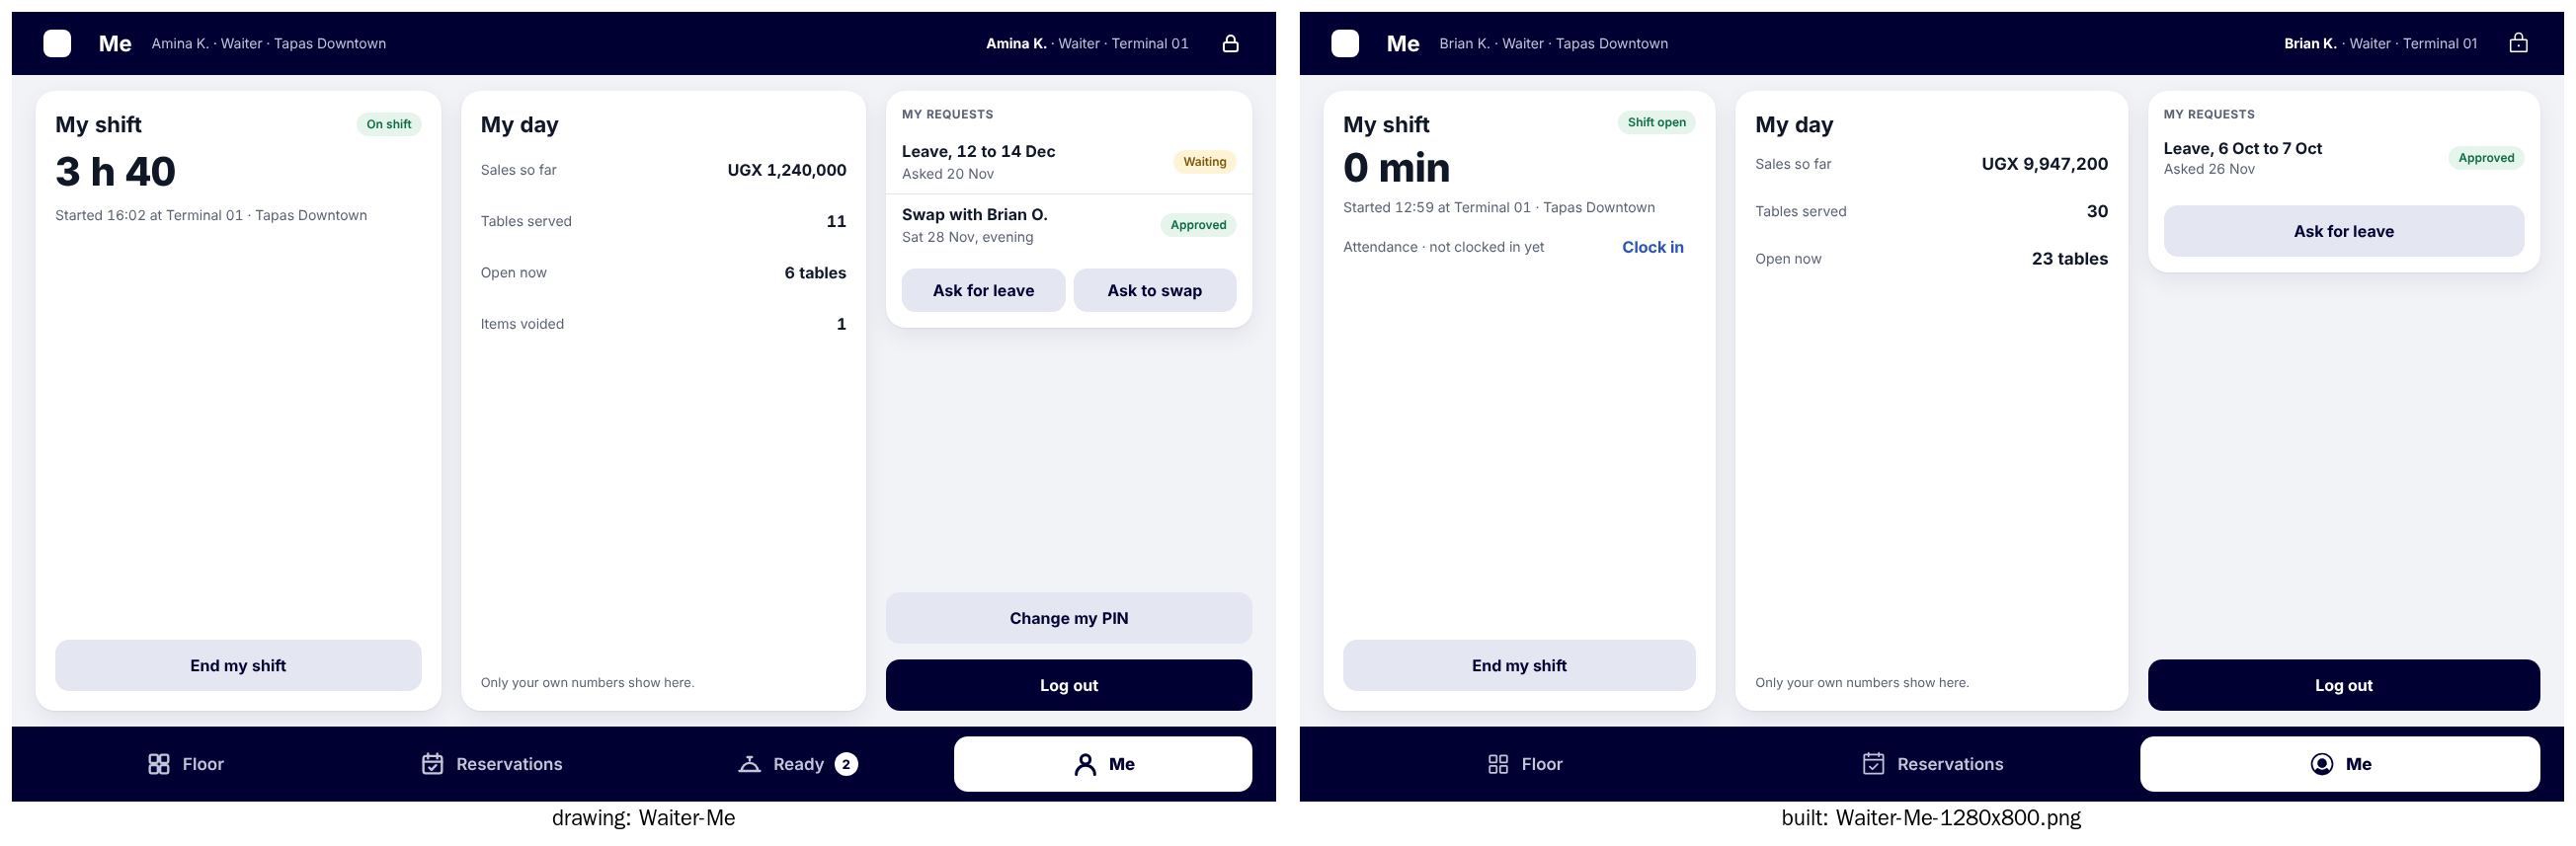 Me Amina K. · Waiter · Tapas Downtown
Amina K. · Waiter · Terminal 01
My shift
On shift
3 h 40
Started 16:02 at Terminal 01 · Tapas Downtown
End my shift
My day
Sales so far UGX 1,240,000
Tables served 11
Open now 6 tables
Items voided 1
Only your own numbers show here.
MY REQUESTS
Leave, 12 to 14 Dec
Asked 20 Nov
Waiting
Swap with Brian O.
Sat 28 Nov, evening
Approved
Ask for leave
Ask to swap
Change my PIN
Log out
Floor
Reservations
Ready 2
Me
drawing: Waiter-Me
Me Brian K. · Waiter · Tapas Downtown
Brian K. · Waiter · Terminal 01
My shift
Shift open
0 min
Started 12:59 at Terminal 01 · Tapas Downtown
Attendance · not clocked in yet Clock in
End my shift
My day
Sales so far UGX 9,947,200
Tables served 30
Open now 23 tables
Only your own numbers show here.
MY REQUESTS
Leave, 6 Oct to 7 Oct
Asked 26 Nov
Approved
Ask for leave
Log out
Floor
Reservations
Me
built: Waiter-Me-1280x800.png